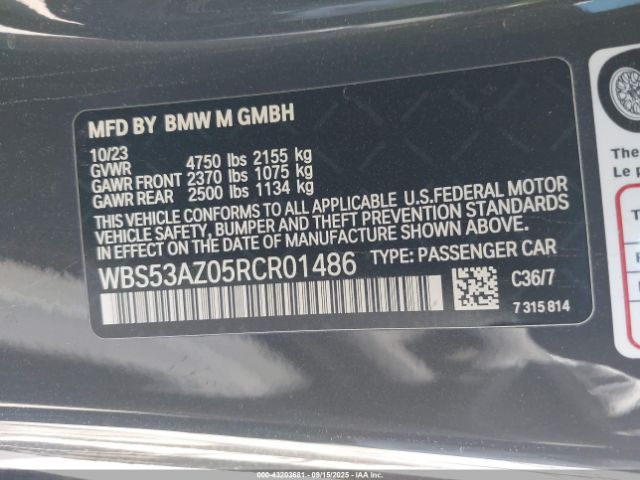 MFD BY BMW M GMBH
10/23
GVWR 4750 lbs 2155 kg
GAWR FRONT 2370 lbs 1075 kg
GAWR REAR 2500 lbs 1134 kg
THIS VEHICLE CONFORMS TO ALL APPLICABLE U.S.FEDERAL MOTOR
VEHICLE SAFETY, BUMPER AND THEFT PREVENTION STANDARDS
IN EFFECT ON THE DATE OF MANUFACTURE SHOWN ABOVE.
WBS53AZ05RCR01486 TYPE: PASSENGER CAR
C36/7
7 315 814
The
Le p
© 43203681 - 09/15/2025 - IAA Holdings, LLC.